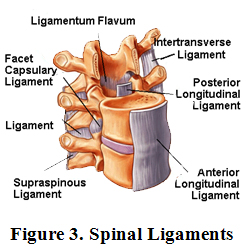 Ligamentum Flavum
Intertransverse
Ligament
Facet
Capsulary
Ligament
Posterior
Longitudinal
Ligament
Ligament
Supraspinous
Ligament
Anterior
Longitudinal
Ligament
Figure 3. Spinal Ligaments